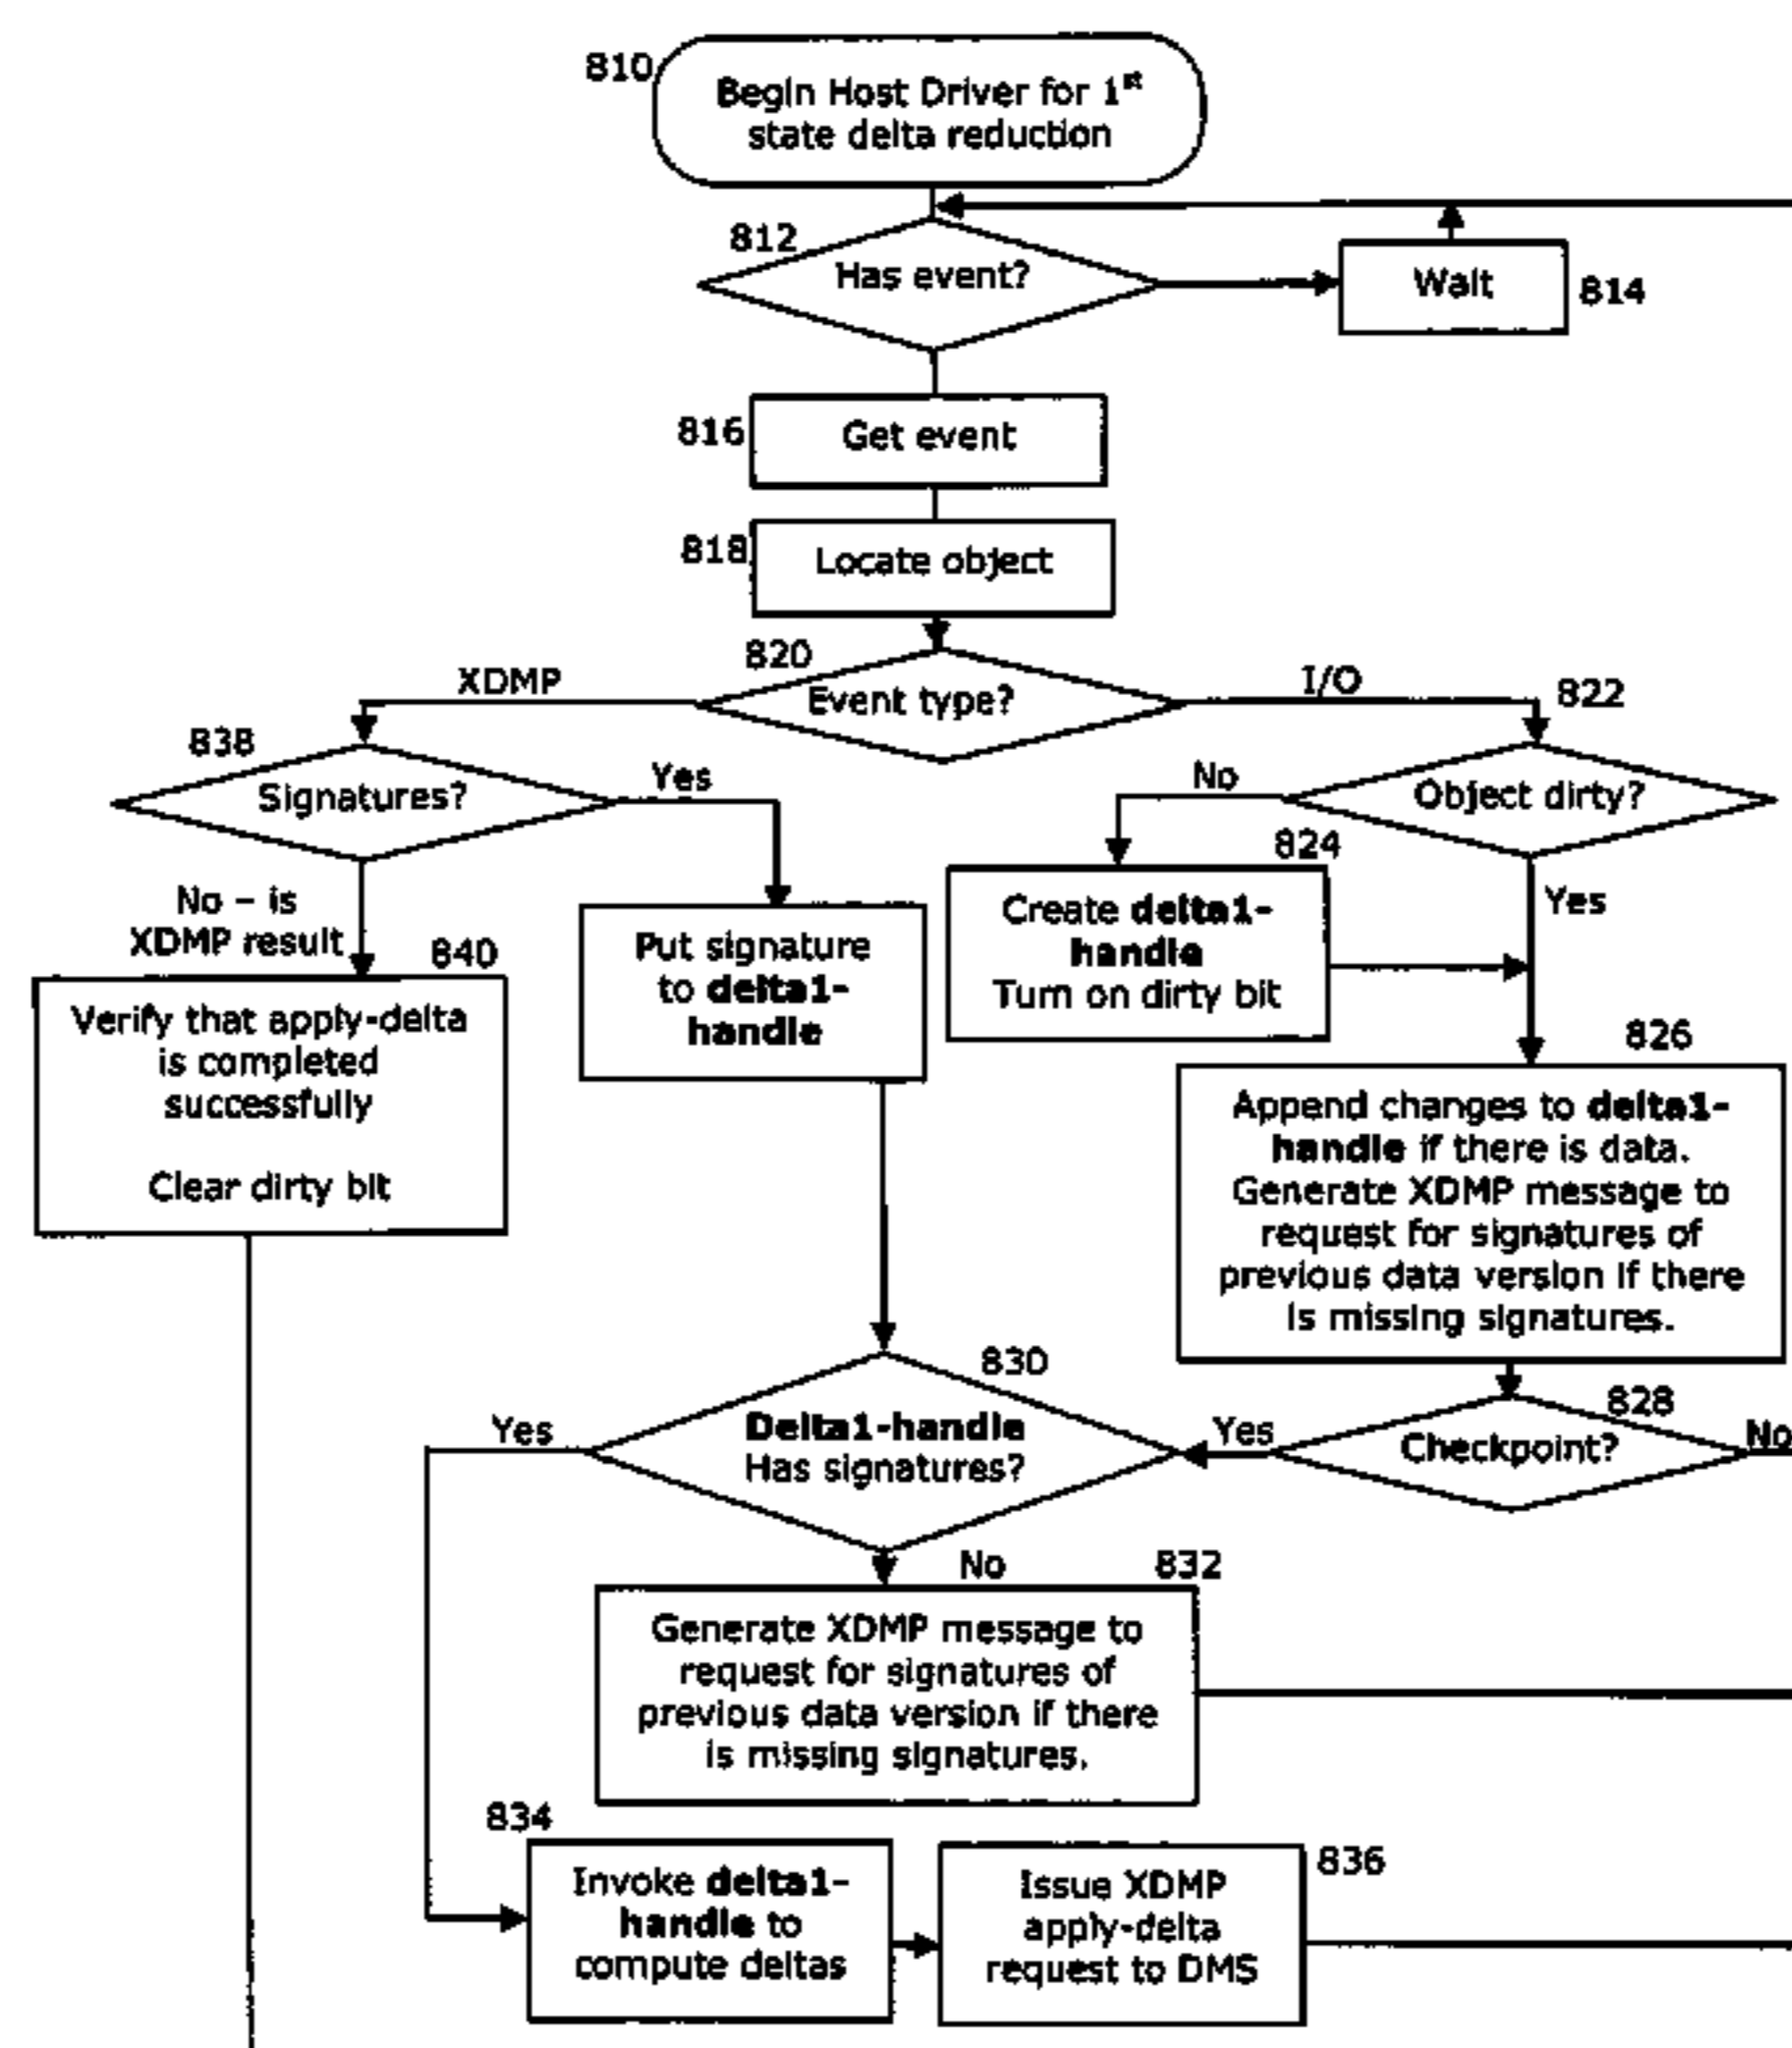 810
Begin Host Driver for 1st
state delta reduction
812
Has event?
Wait
814
816
Get event
818
Locate object
820
Event type?
XDMP
I/O
822
838
Signatures?
Yes
No
Object dirty?
824
No – is
XDMP result
840
Put signature
to delta1-
handle
Create delta1-
handle
Turn on dirty bit
Yes
Verify that apply-delta
is completed
successfully
Clear dirty bit
826
Append changes to delta1-
handle if there is data.
Generate XDMP message to
request for signatures of
previous data version if there
is missing signatures.
830
Yes
Delta1-handle
Has signatures?
Yes
828
Checkpoint?
No
No
832
Generate XDMP message to
request for signatures of
previous data version if there
is missing signatures.
834
Invoke delta1-
handle to
compute deltas
Issue XDMP
apply-delta
request to DMS
836